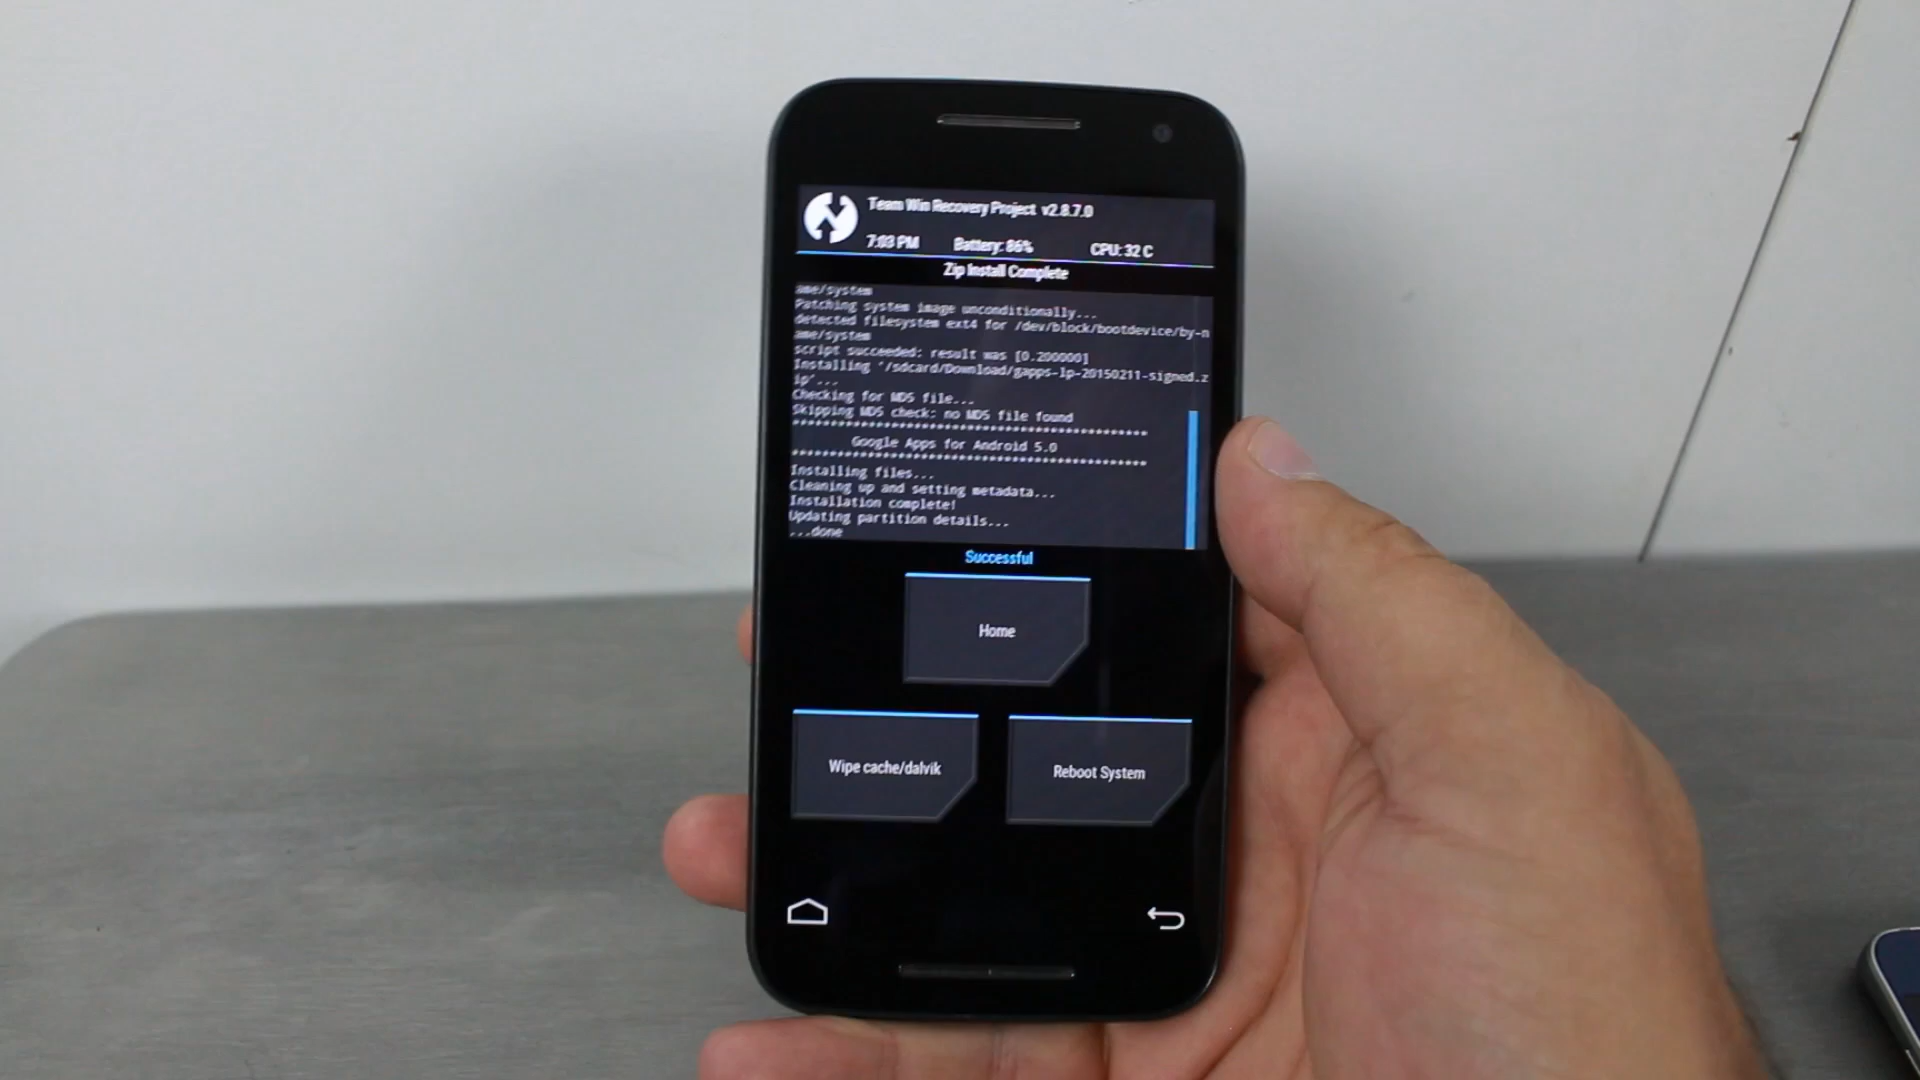 Team Win Recovery Project v2.8.7.0
7:03 PM Battery: 86% CPU: 32 C
Zip Install Complete
ame/system
Patching system image unconditionally...
detected filesystem ext4 for /dev/block/bootdevice/by-n
ame/system
script succeeded: result was [0.200000]
Installing '/sdcard/Download/gapps-lp-20150211-signed.z
ip'...
Checking for MD5 file...
Skipping MD5 check: no MD5 file found
************************************************
Google Apps for Android 5.0
************************************************
Installing files...
Cleaning up and setting metadata...
Installation complete!
Updating partition details...
...done
Successful
Home
Wipe cache/dalvik
Reboot System